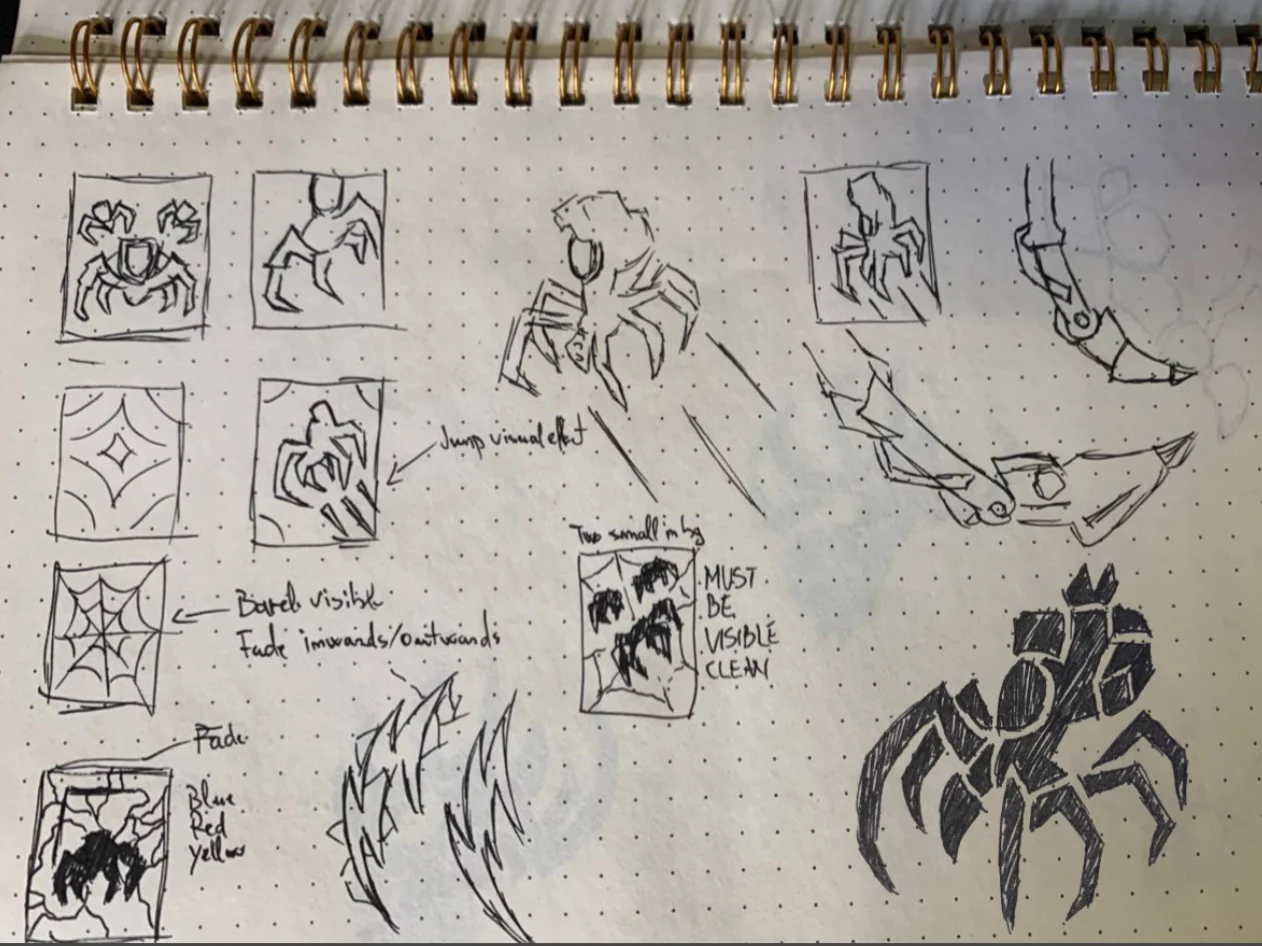 Jump visual effect
Two small in bg
MUST
BE
VISIBLE
CLEAN
Barely visible
Fade inwards/outwards
Fade
Blue
Red
Yellow